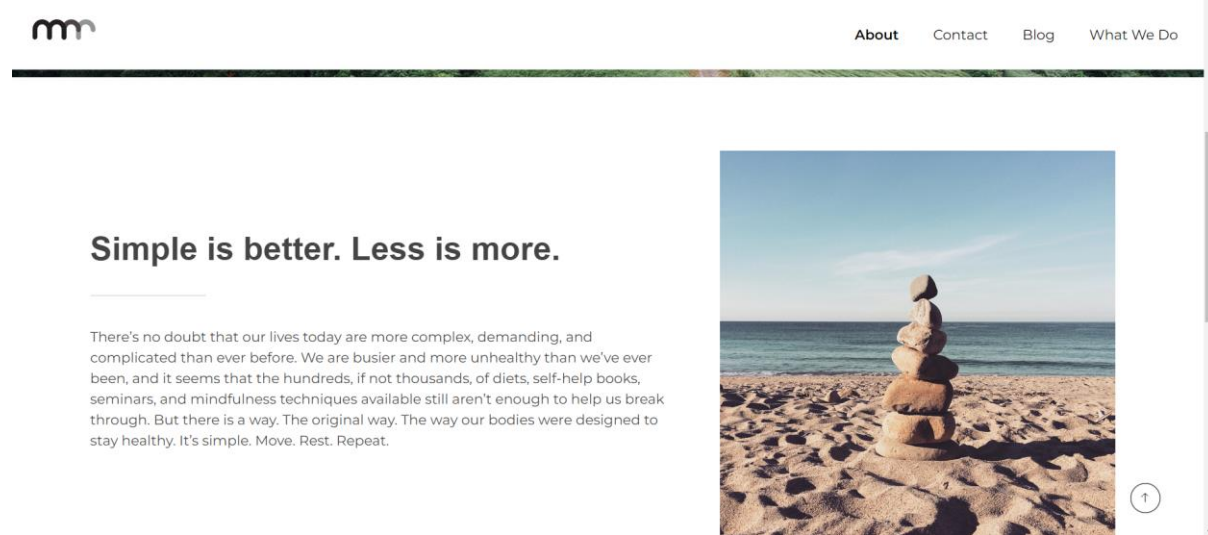 About Contact Blog What We Do
Simple is better. Less is more.
There's no doubt that our lives today are more complex, demanding, and
complicated than ever before. We are busier and more unhealthy than we've ever
been, and it seems that the hundreds, if not thousands, of diets, self-help books,
seminars, and mindfulness techniques available still aren't enough to help us break
through. But there is a way. The original way. The way our bodies were designed to
stay healthy. It's simple. Move. Rest. Repeat.